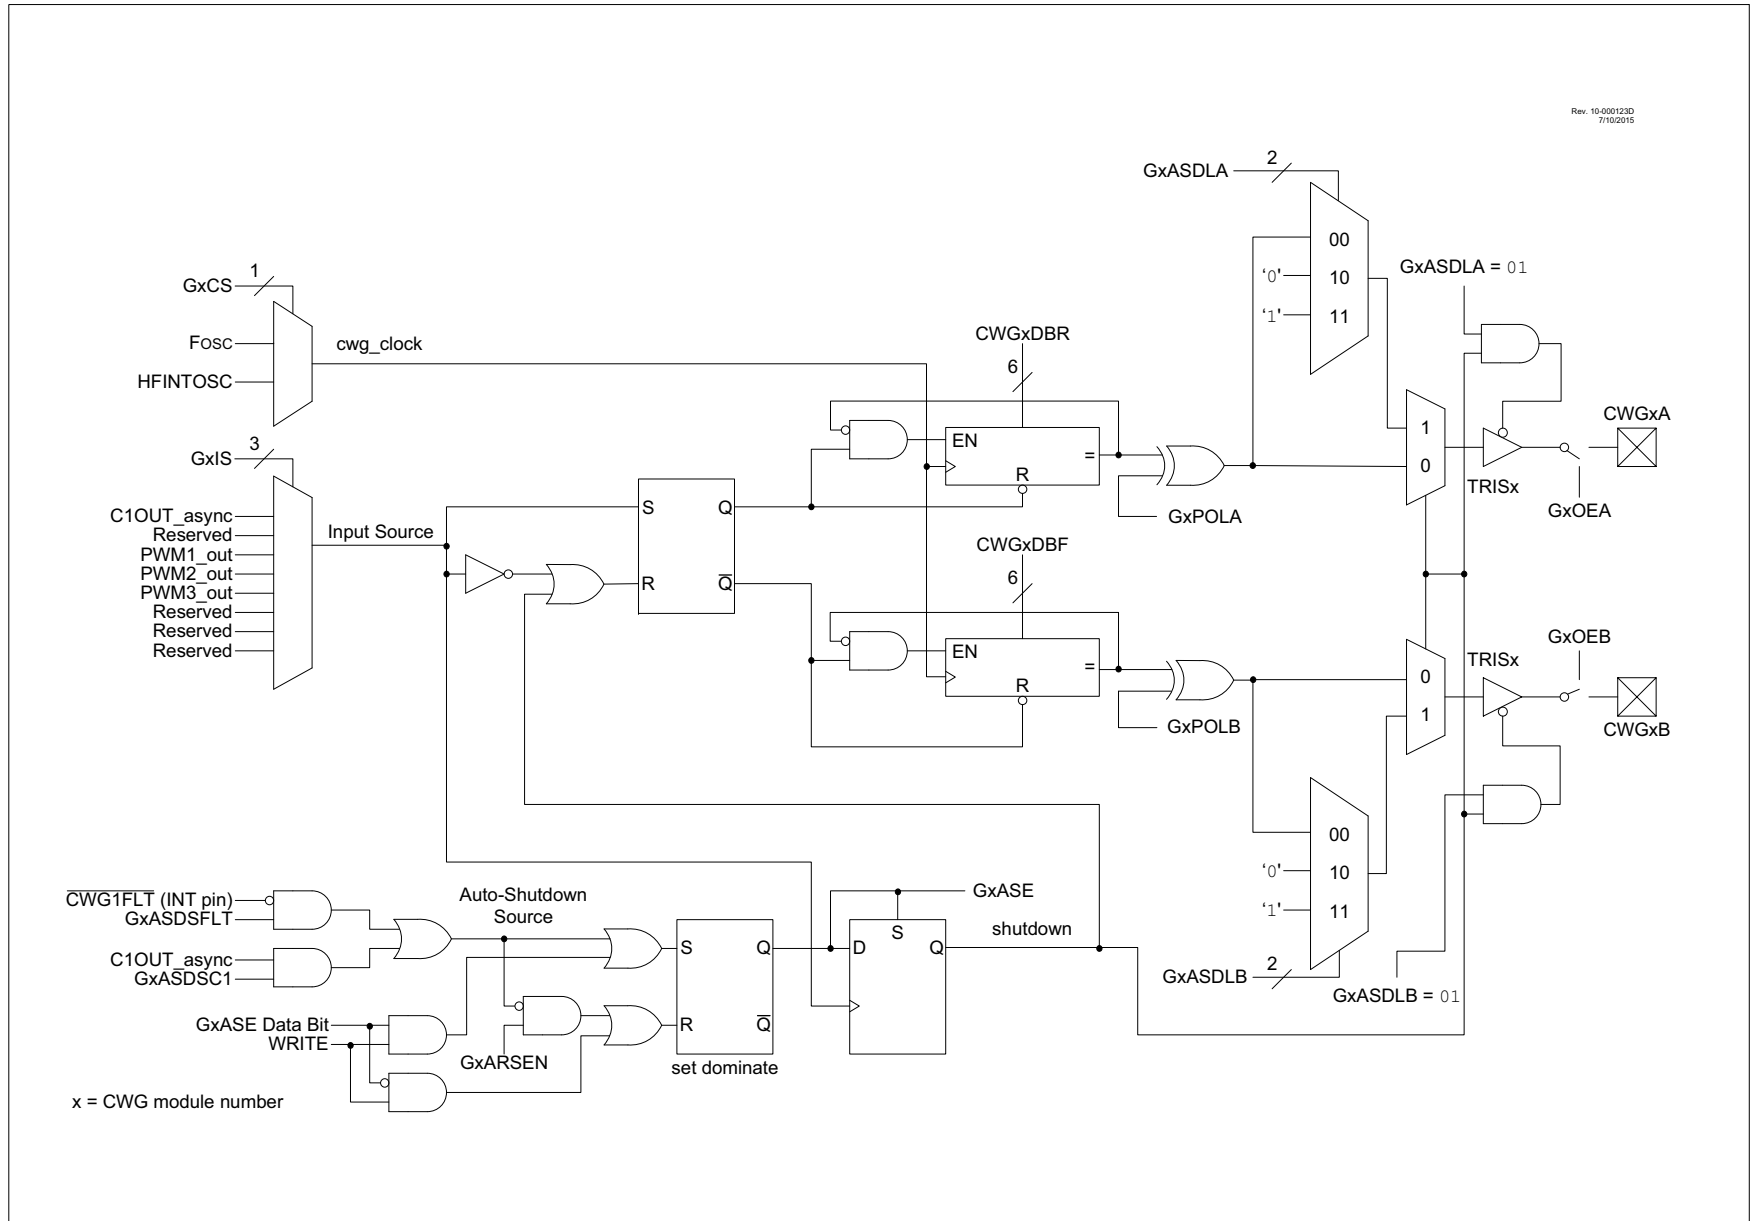 Rev. 10-000123D
7/10/2015
GxASDLA
2
00
'0'
10
'1'
11
GxASDLA = 01
GxCS
1
FOSC
HFINTOSC
cwg_clock
CWGxDBR
6
EN
=
R
GxPOLA
1
0
TRISx
CWGxA
GxOEA
GxIS
3
C1OUT_async
Reserved
PWM1_out
PWM2_out
PWM3_out
Reserved
Reserved
Reserved
Input Source
S
Q
R
Q
CWGxDBF
6
EN
=
R
GxPOLB
0
1
TRISx
GxOEB
CWGxB
00
'0'
10
'1'
11
GxASDLB
2
GxASDLB = 01
CWG1FLT (INT pin)
GxASDSFLT
C1OUT_async
GxASDSC1
Auto-Shutdown
Source
GxASE Data Bit
WRITE
GxARSEN
S
Q
R
Q
set dominate
GxASE
S
D
Q
shutdown
x = CWG module number